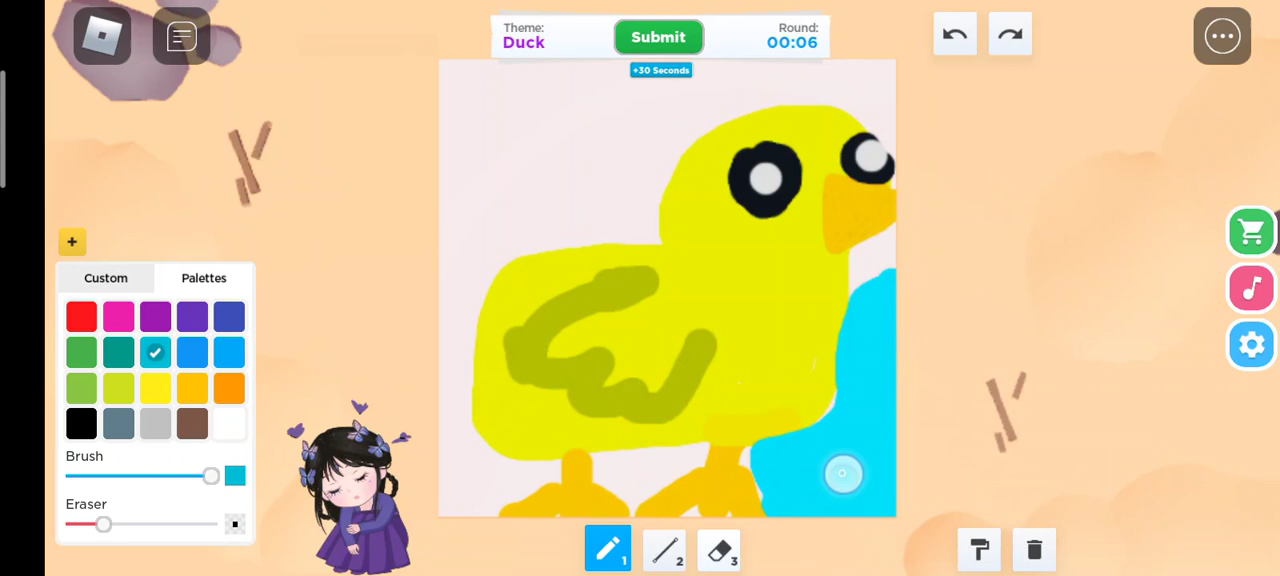 Theme:
Duck
Submit
Round:
00:06
+30 Seconds
+
Custom
Palettes
Brush
Eraser
1
2
3